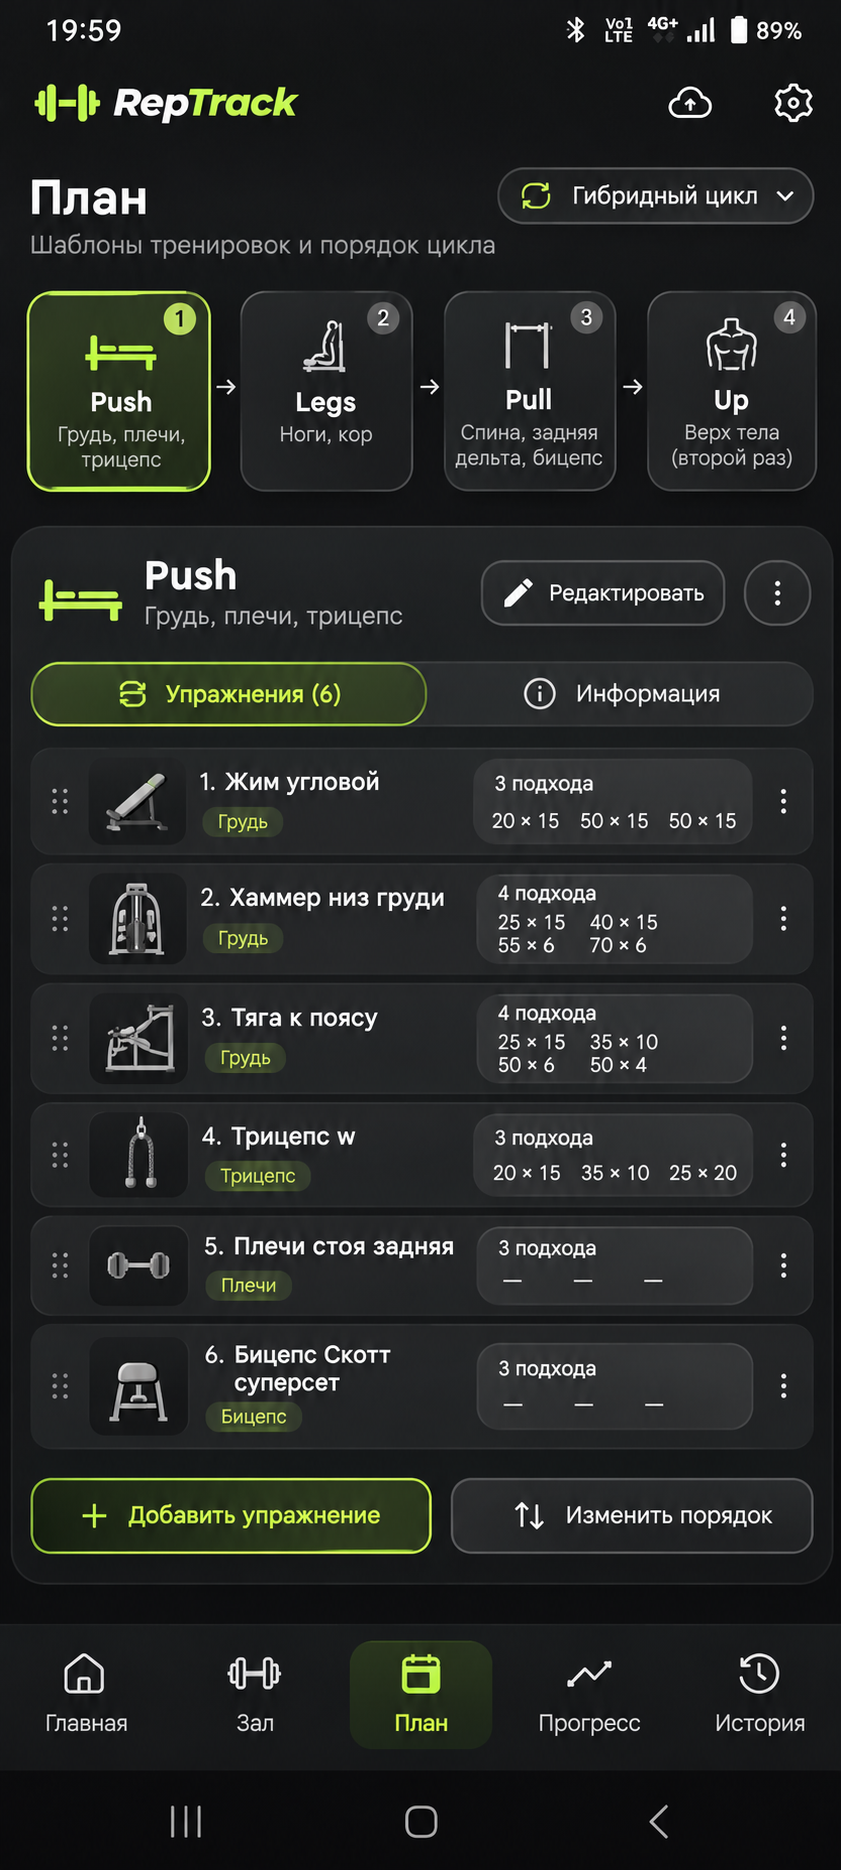 19:59
Vo1 LTE 4G+ 89%
RepTrack
План
Гибридный цикл
Шаблоны тренировок и порядок цикла
1
Push
Грудь, плечи,
трицепс
2
Legs
Ноги, кор
3
Pull
Спина, задняя
дельта, бицепс
4
Up
Верх тела
(второй раз)
Push
Грудь, плечи, трицепс
Редактировать
Упражнения (6)
Информация
1. Жим угловой
Грудь
3 подхода
20 × 15 50 × 15 50 × 15
2. Хаммер низ груди
Грудь
4 подхода
25 × 15 40 × 15
55 × 6 70 × 6
3. Тяга к поясу
Грудь
4 подхода
25 × 15 35 × 10
50 × 6 50 × 4
4. Трицепс w
Трицепс
3 подхода
20 × 15 35 × 10 25 × 20
5. Плечи стоя задняя
Плечи
3 подхода
— — —
6. Бицепс Скотт
суперсет
Бицепс
3 подхода
— — —
+ Добавить упражнение
Изменить порядок
Главная
Зал
План
Прогресс
История